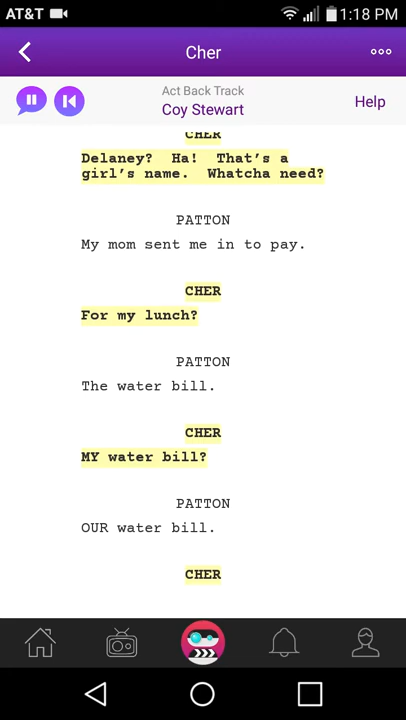 AT&T 1:18 PM
Cher
Act Back Track
Coy Stewart
Help
CHER
Delaney? Ha! That's a
girl's name. Whatcha need?
PATTON
My mom sent me in to pay.
CHER
For my lunch?
PATTON
The water bill.
CHER
MY water bill?
PATTON
OUR water bill.
CHER